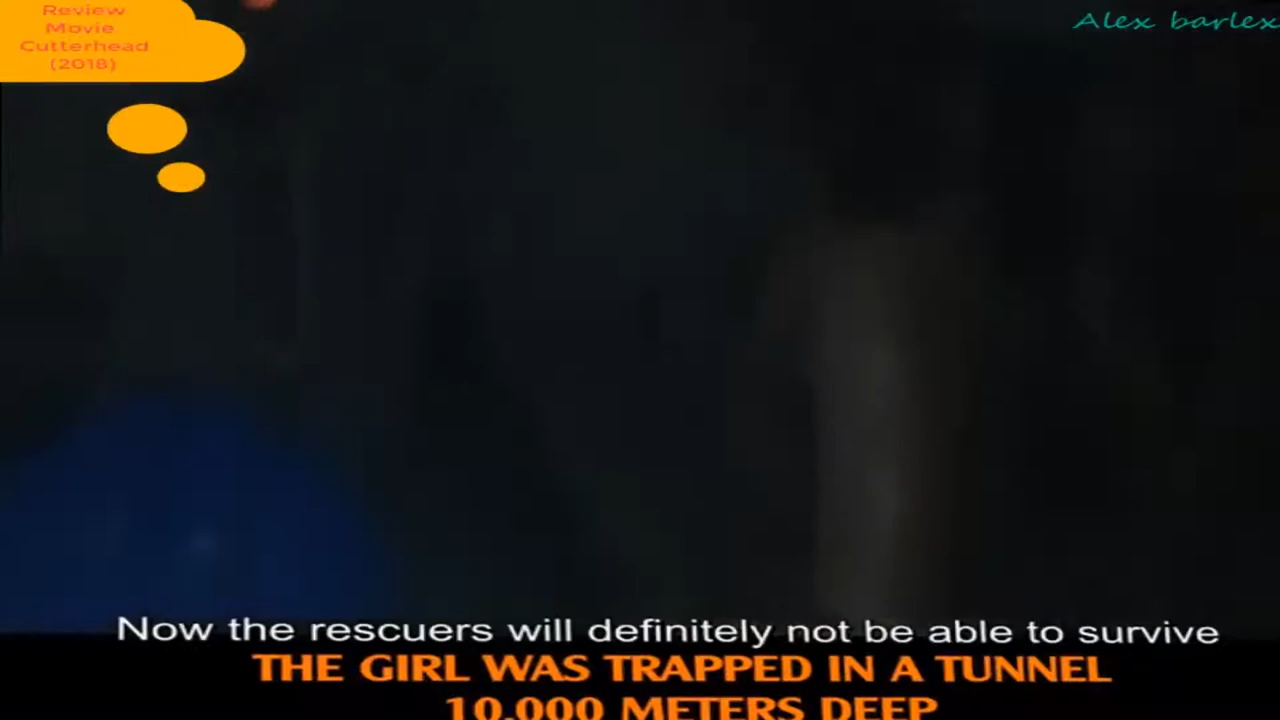 Review
Movie
Cutterhead
(2018)
Alex barlex
Now the rescuers will definitely not be able to survive
THE GIRL WAS TRAPPED IN A TUNNEL
10,000 METERS DEEP